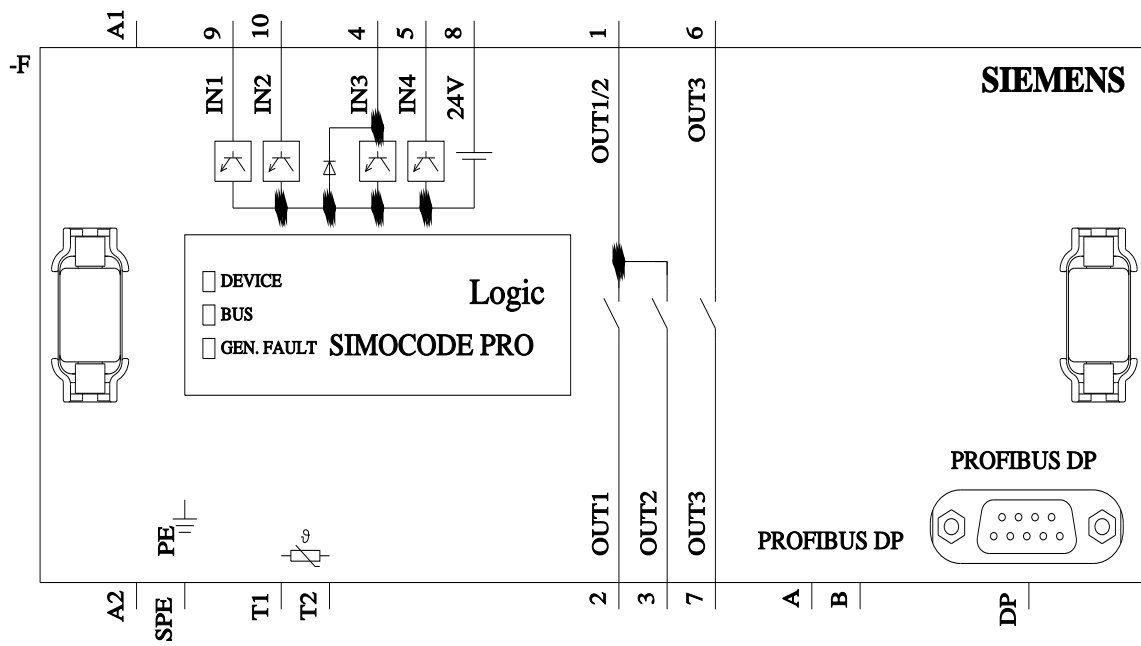 A1
9
10
4
5
8
1
6
-F
IN1
IN2
IN3
IN4
24V
OUT1/2
OUT3
SIEMENS
DEVICE
BUS
GEN. FAULT
Logic
SIMOCODE PRO
PROFIBUS DP
PE
ϑ
OUT1
OUT2
OUT3
PROFIBUS DP
A2
SPE
T1
T2
2
3
7
A
B
DP